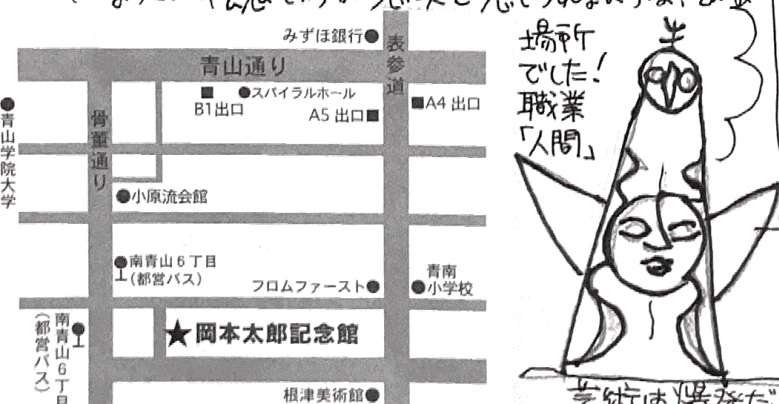 みずほ銀行
表参道
青山通り
スパイラルホール
B1出口
A5 出口
A4 出口
骨董通り
青山学院大学
小原流会館
南青山6丁目
(都営バス)
フロムファースト
青南
小学校
岡本太郎記念館
南青山6丁目
(都営バス)
根津美術館
場所
でした!
職業
「人間」
芸術は爆発だ